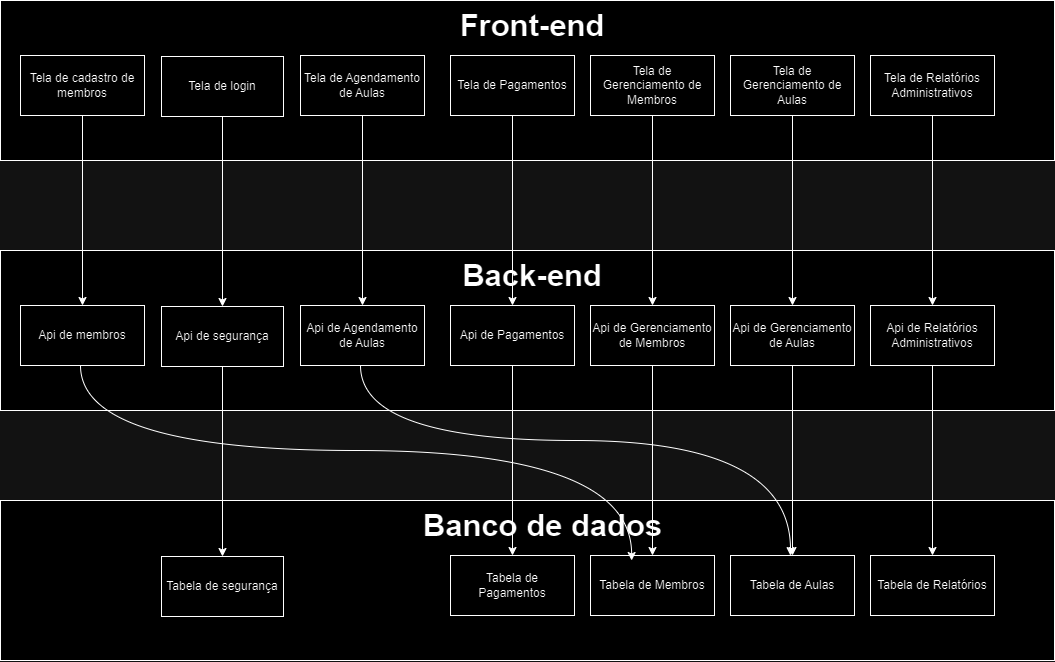 Front-end
Tela de cadastro de
membros
Tela de login
Tela de Agendamento
de Aulas
Tela de Pagamentos
Tela de
Gerenciamento de
Membros
Tela de
Gerenciamento de
Aulas
Tela de Relatórios
Administrativos
Back-end
Api de membros
Api de segurança
Api de Agendamento
de Aulas
Api de Pagamentos
Api de Gerenciamento
de Membros
Api de Gerenciamento
de Aulas
Api de Relatórios
Administrativos
Banco de dados
Tabela de segurança
Tabela de
Pagamentos
Tabela de Membros
Tabela de Aulas
Tabela de Relatórios